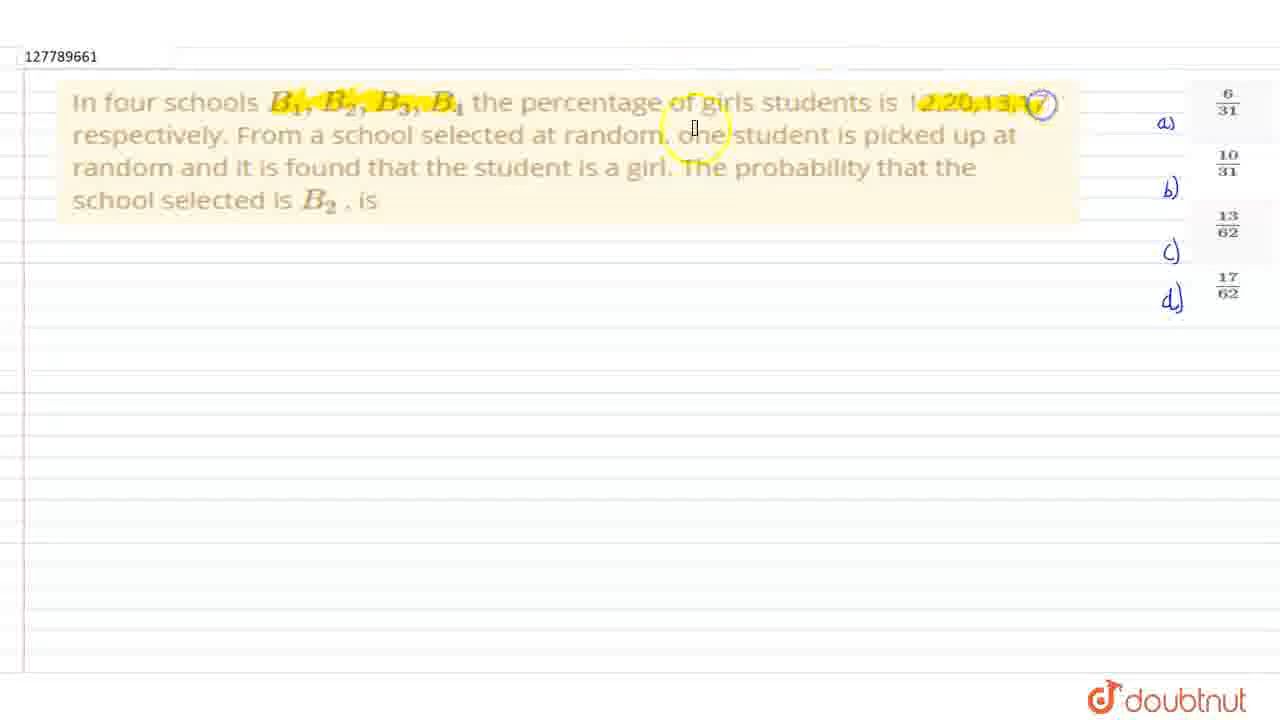 127789661
In four schools B₁, B₂, B₃, B₄ the percentage of girls students is 12,20,13,17
respectively. From a school selected at random, one student is picked up at
random and it is found that the student is a girl. The probability that the
school selected is B₂ , is
a) 6/31
b) 10/31
c) 13/62
d) 17/62
doubtnut